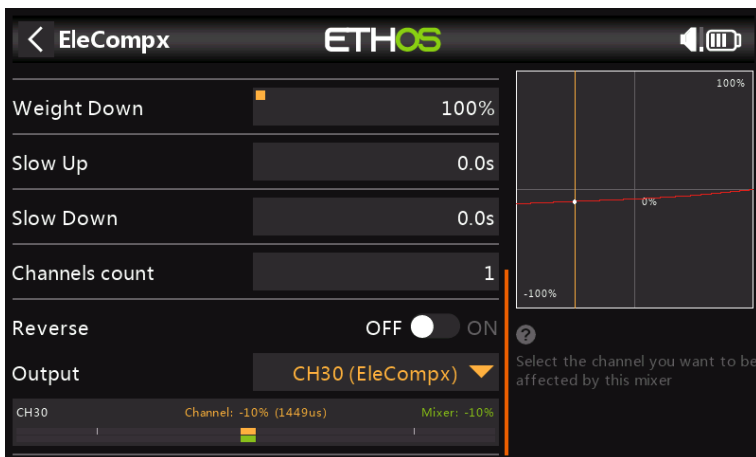 EleCompx
ETHOS
Weight Down 100%
Slow Up 0.0s
Slow Down 0.0s
Channels count 1
Reverse OFF ON
Output CH30 (EleCompx)
CH30 Channel: -10% (1449us) Mixer: -10%
100%
0%
-100%
?
Select the channel you want to be
affected by this mixer